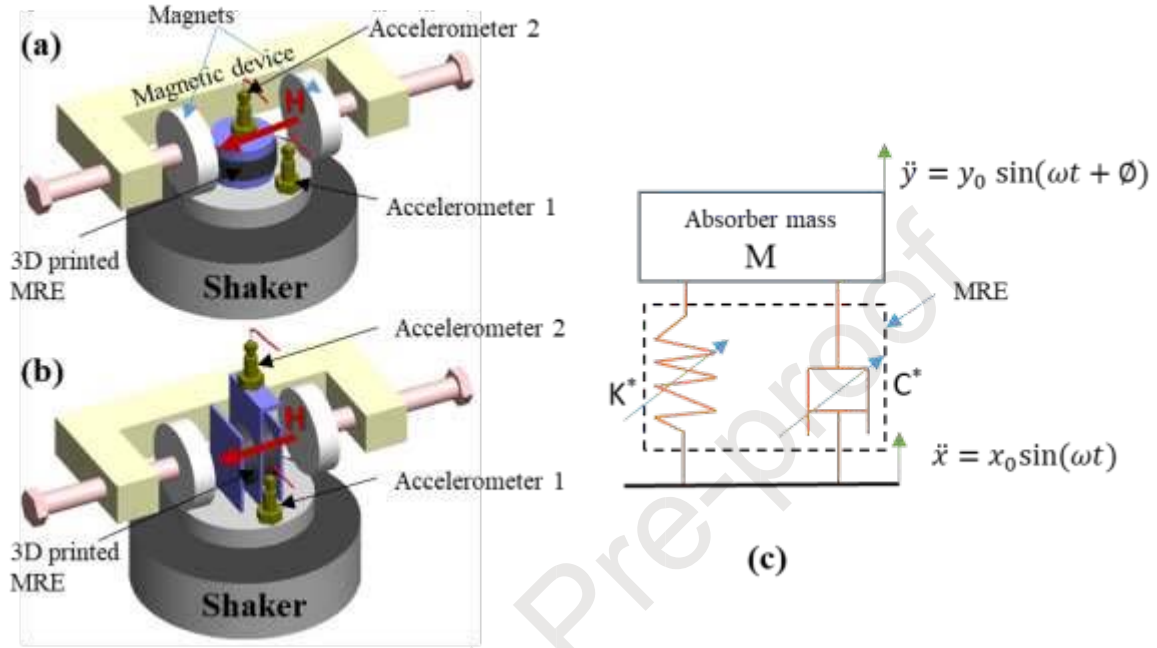 (a)
Magnets
Accelerometer 2
Magnetic device
H
Accelerometer 1
3D printed
MRE
Shaker
(b)
Accelerometer 2
H
Accelerometer 1
3D printed
MRE
Shaker
ÿ = y₀ sin(ωt + Ø)
Absorber mass
M
MRE
K*
C*
ẍ = x₀sin(ωt)
(c)
Pre-proof